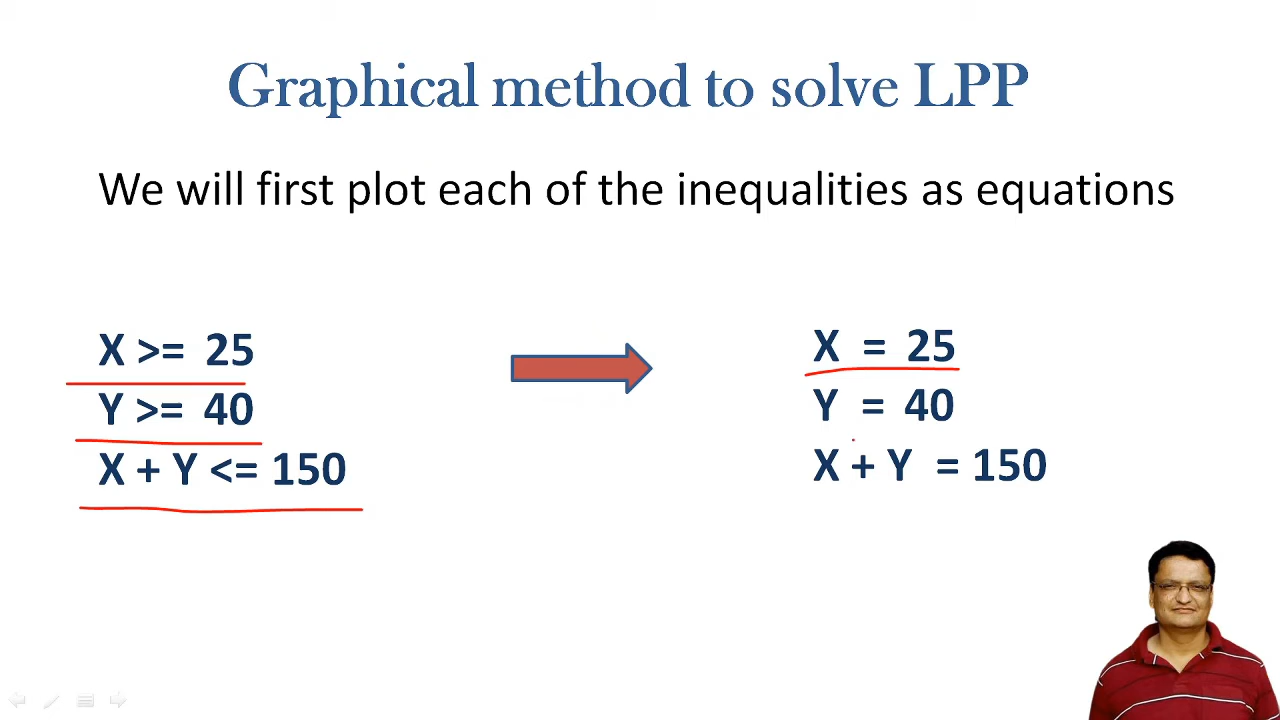 Graphical method to solve LPP
We will first plot each of the inequalities as equations
X >= 25
Y >= 40
X + Y <= 150
X = 25
Y = 40
X + Y = 150